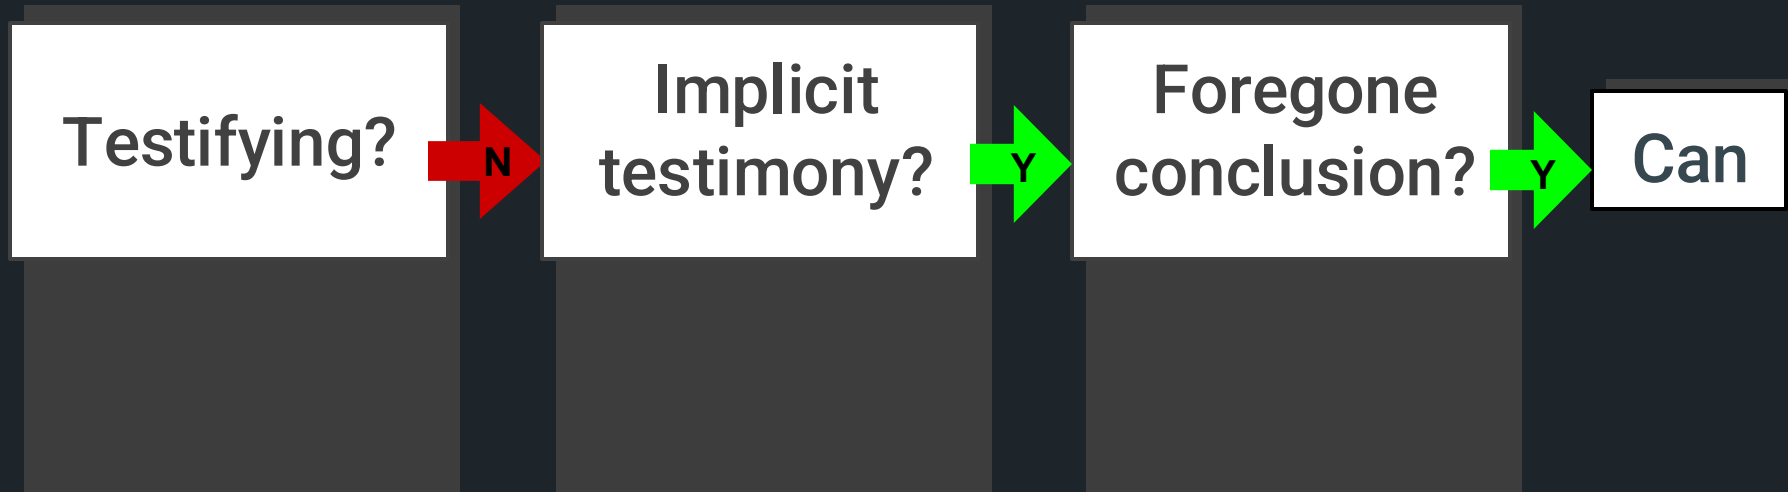 Testifying?
N
Implicit
testimony?
Y
Foregone
conclusion?
Y
Can